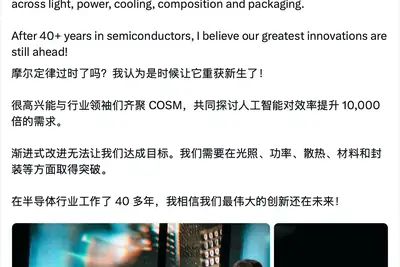 across light, power, cooling, composition and packaging.
After 40+ years in semiconductors, I believe our greatest innovations are
still ahead!
摩尔定律过时了吗？我认为是时候让它重获新生了！
很高兴能与行业领袖们齐聚 COSM，共同探讨人工智能对效率提升 10,000
倍的需求。
渐进式改进无法让我们达成目标。我们需要在光照、功率、散热、材料和封
装等方面取得突破。
在半导体行业工作了 40 多年，我相信我们最伟大的创新还在未来！